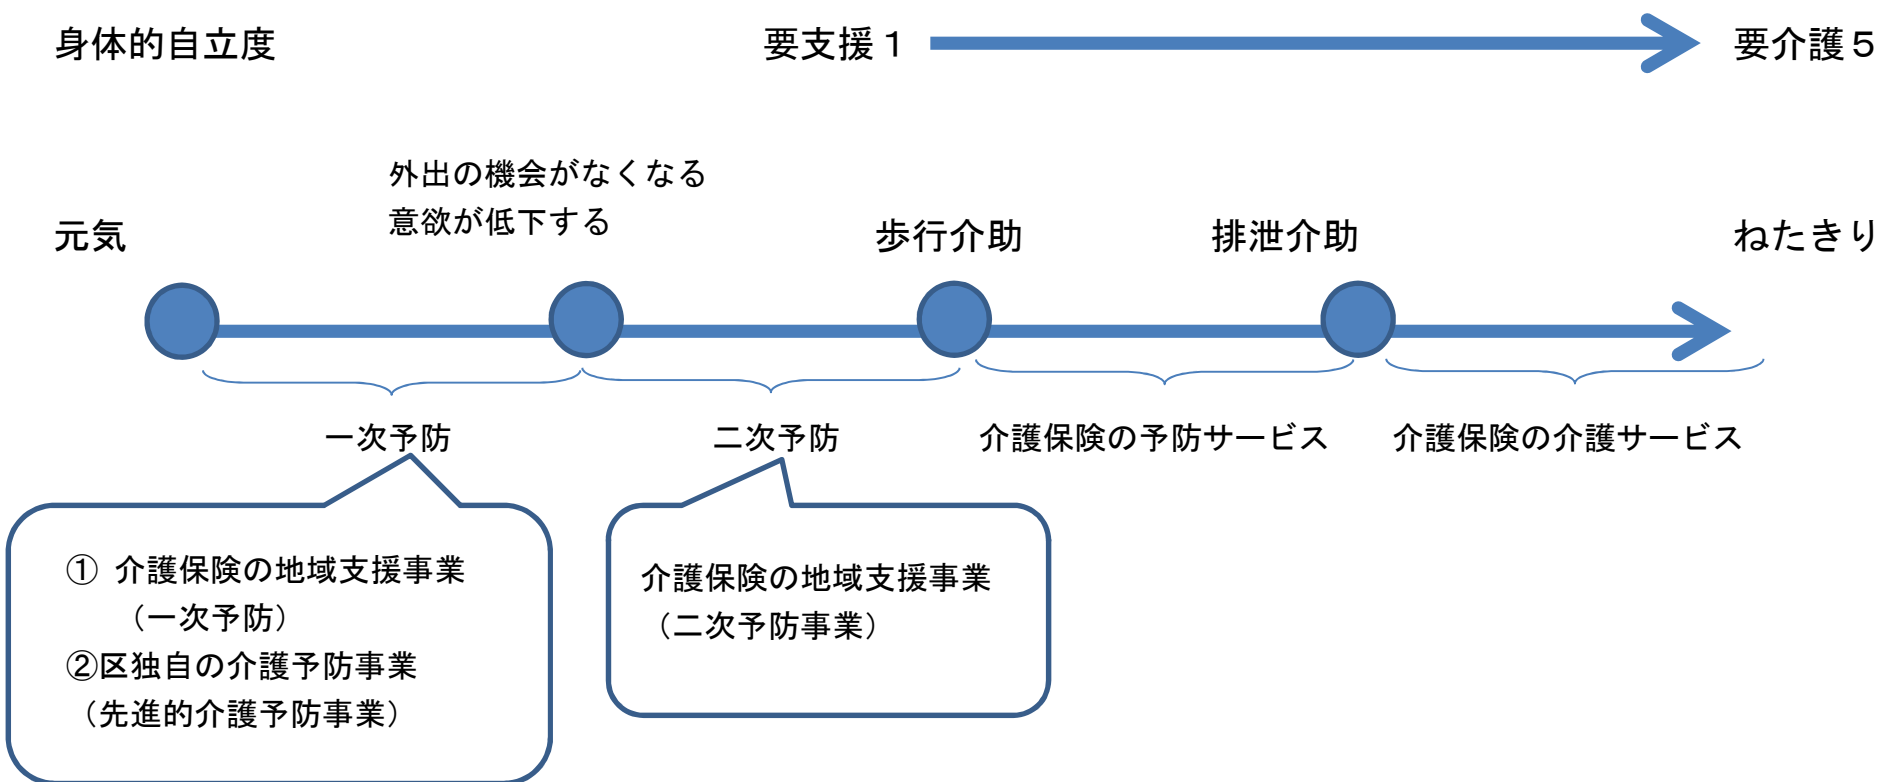 身体的自立度
要支援１
要介護５
外出の機会がなくなる
意欲が低下する
元気
歩行介助
排泄介助
ねたきり
一次予防
二次予防
介護保険の予防サービス
介護保険の介護サービス
① 介護保険の地域支援事業
（一次予防）
②区独自の介護予防事業
（先進的介護予防事業）
介護保険の地域支援事業
（二次予防事業）